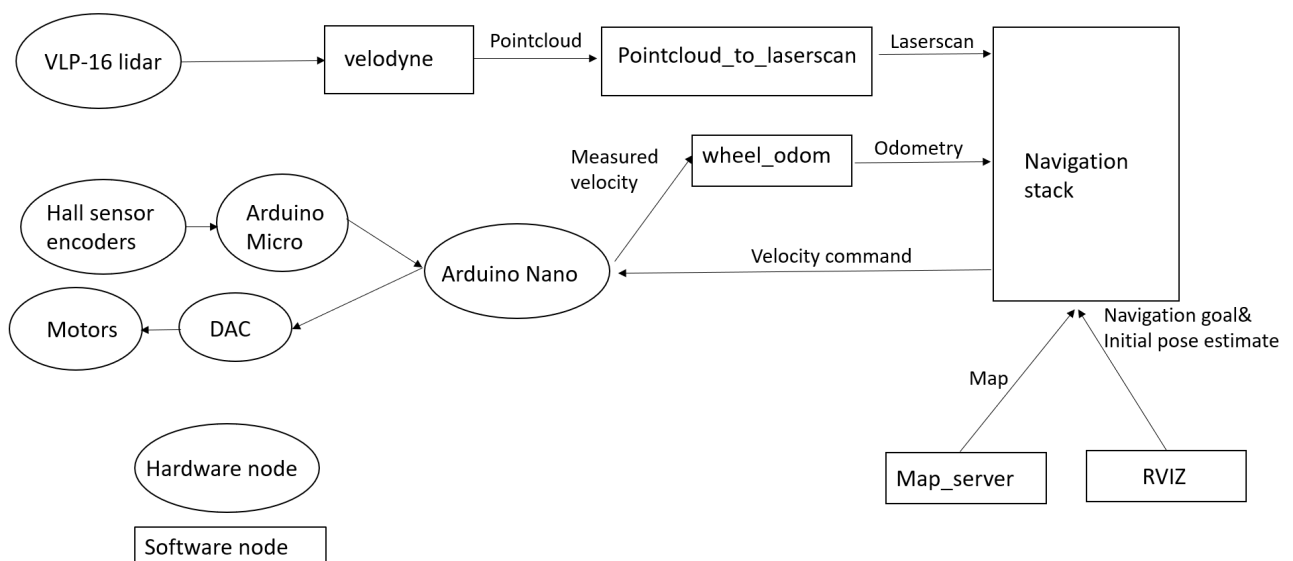 VLP-16 lidar
velodyne
Pointcloud
Pointcloud_to_laserscan
Laserscan
Navigation
stack
Measured
velocity
wheel_odom
Odometry
Hall sensor
encoders
Arduino
Micro
Arduino Nano
Velocity command
Motors
DAC
Navigation goal&
Initial pose estimate
Map
Map_server
RVIZ
Hardware node
Software node